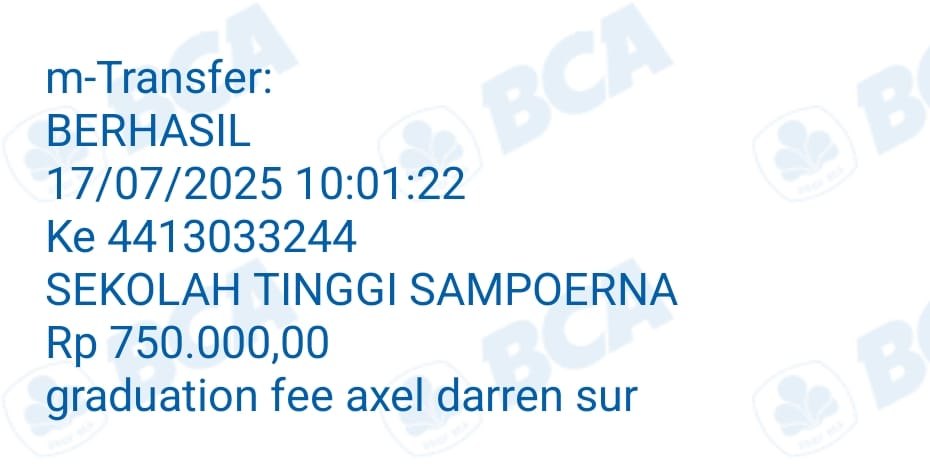 m-Transfer:
BERHASIL
17/07/2025 10:01:22
Ke 4413033244
SEKOLAH TINGGI SAMPOERNA
Rp 750.000,00
graduation fee axel darren sur
BCA
BCA
BCA
BCA